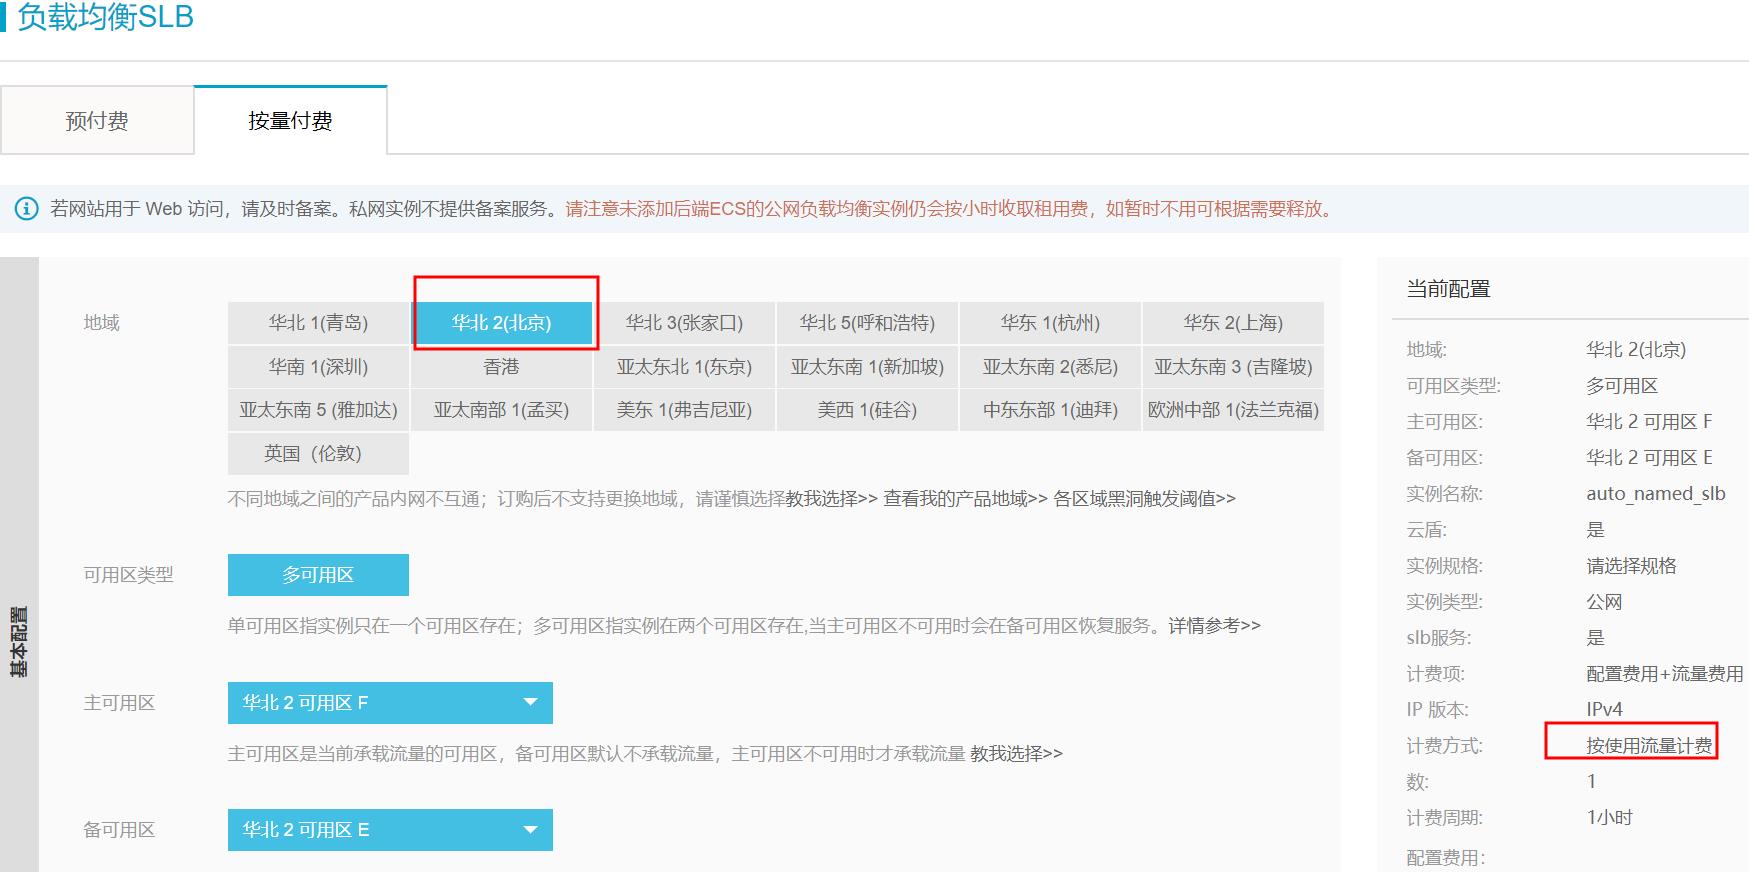 负载均衡SLB
预付费
按量付费
若网站用于 Web 访问，请及时备案。私网实例不提供备案服务。请注意未添加后端ECS的公网负载均衡实例仍会按小时收取租用费，如暂时不用可根据需要释放。
基本配置
地域
华北 1(青岛) 华北 2(北京) 华北 3(张家口) 华北 5(呼和浩特) 华东 1(杭州) 华东 2(上海)
华南 1(深圳) 香港 亚太东北 1(东京) 亚太东南 1(新加坡) 亚太东南 2(悉尼) 亚太东南 3 (吉隆坡)
亚太东南 5 (雅加达) 亚太南部 1(孟买) 美东 1(弗吉尼亚) 美西 1(硅谷) 中东东部 1(迪拜) 欧洲中部 1(法兰克福)
英国（伦敦）
不同地域之间的产品内网不互通；订购后不支持更换地域，请谨慎选择教我选择>> 查看我的产品地域>> 各区域黑洞触发阈值>>
可用区类型
多可用区
单可用区指实例只在一个可用区存在；多可用区指实例在两个可用区存在,当主可用区不可用时会在备可用区恢复服务。详情参考>>
主可用区
华北 2 可用区 F
主可用区是当前承载流量的可用区，备可用区默认不承载流量，主可用区不可用时才承载流量 教我选择>>
备可用区
华北 2 可用区 E
当前配置
地域: 华北 2(北京)
可用区类型: 多可用区
主可用区: 华北 2 可用区 F
备可用区: 华北 2 可用区 E
实例名称: auto_named_slb
云盾: 是
实例规格: 请选择规格
实例类型: 公网
slb服务: 是
计费项: 配置费用+流量费用
IP 版本: IPv4
计费方式: 按使用流量计费
数: 1
计费周期: 1小时
配置费用: